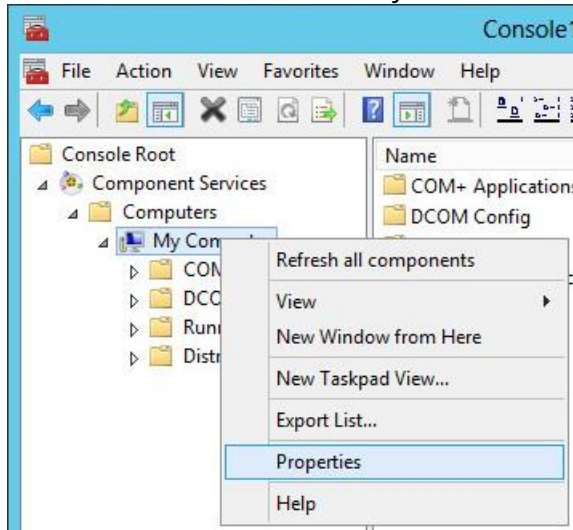 Console1
File Action View Favorites Window Help
Console Root
Component Services
Computers
My
Name
COM+ Applications
DCOM Config
Refresh all components
View
New Window from Here
New Taskpad View...
Export List...
Properties
Help